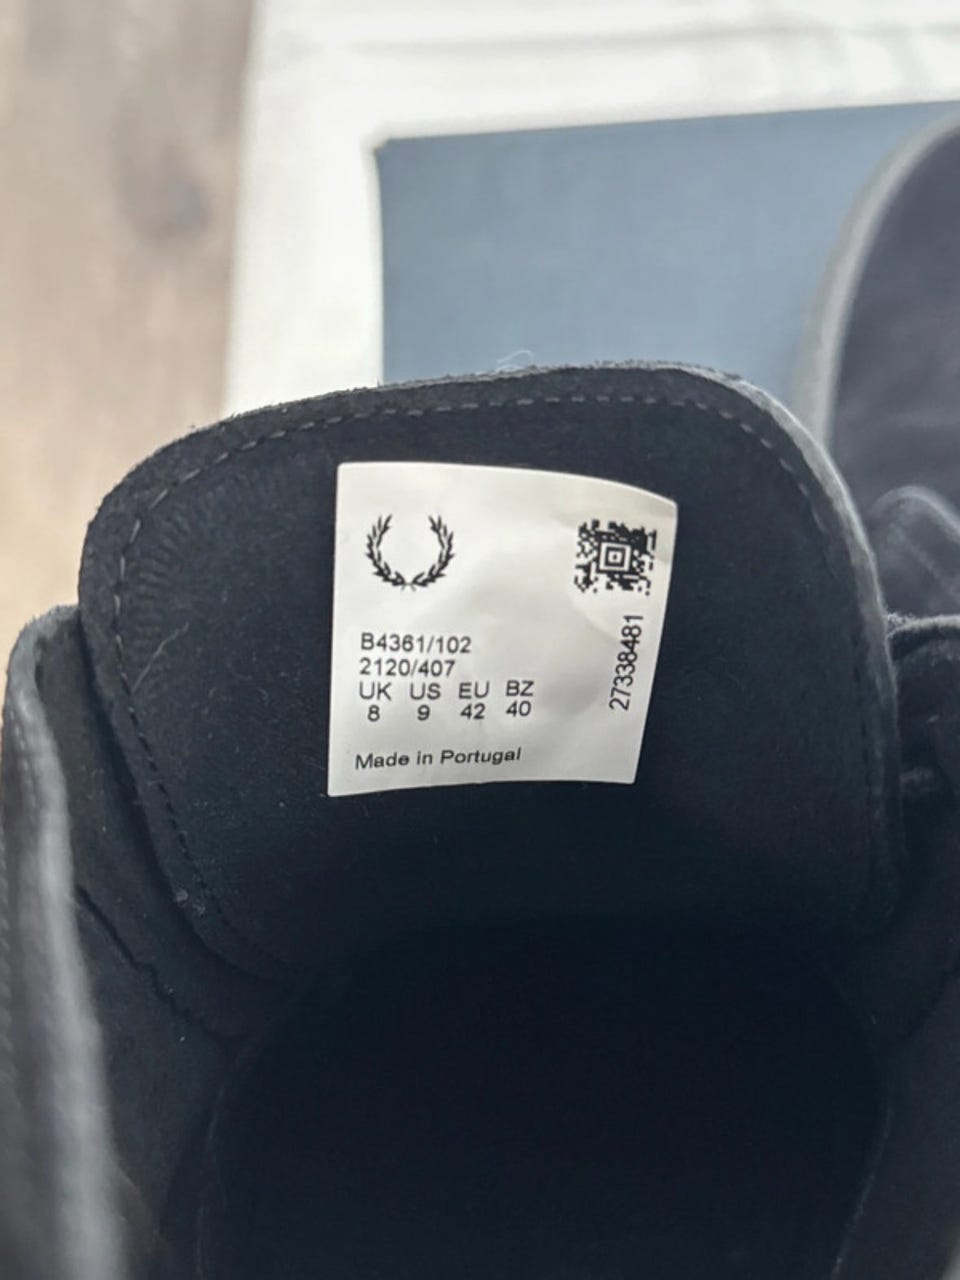 B4361/102
2120/407
UK US EU BZ
8 9 42 40
Made in Portugal
27338481